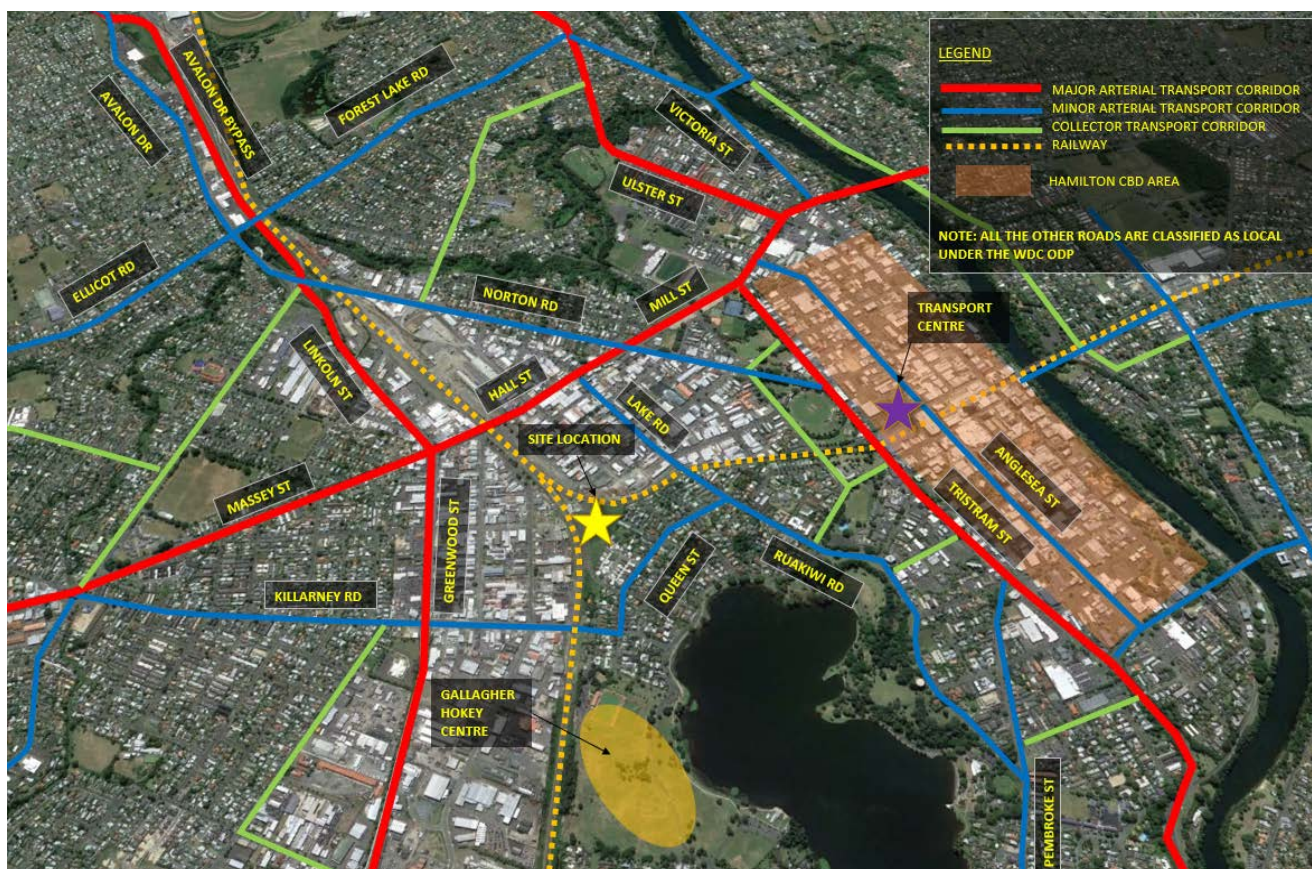 LEGEND
MAJOR ARTERIAL TRANSPORT CORRIDOR
MINOR ARTERIAL TRANSPORT CORRIDOR
COLLECTOR TRANSPORT CORRIDOR
RAILWAY
HAMILTON CBD AREA
NOTE: ALL THE OTHER ROADS ARE CLASSIFIED AS LOCAL
UNDER THE WDC ODP
AVALON DR
AVALON DR BYPASS
FOREST LAKE RD
VICTORIA ST
ULSTER ST
ELLICOT RD
NORTON RD
MILL ST
TRANSPORT
CENTRE
LINKOLN ST
HALL ST
LAKE RD
SITE LOCATION
MASSEY ST
GREENWOOD ST
ANGLESEA ST
TRISTRAM ST
QUEEN ST
RUAKIWI RD
KILLARNEY RD
GALLAGHER
HOKEY
CENTRE
PEMBROKE ST